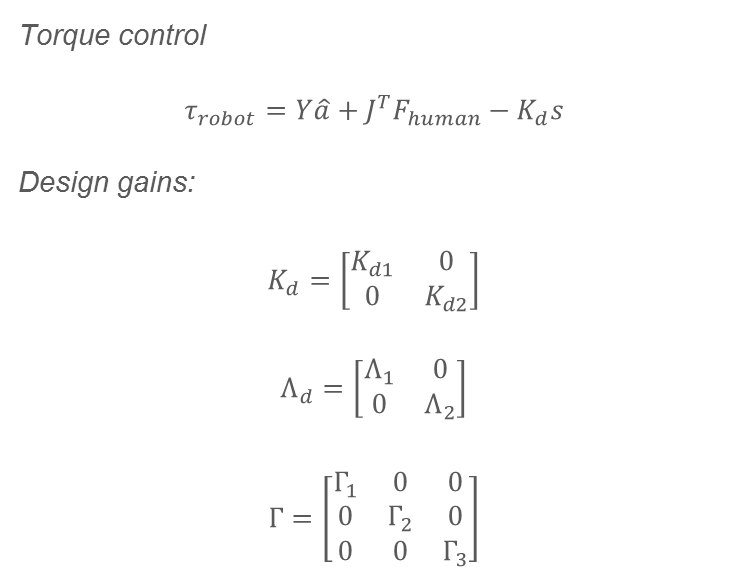 Torque control
τ_robot = Yâ + J^T F_human − K_d s
Design gains:
K_d = [K_d1 0
0 K_d2]
Λ_d = [Λ_1 0
0 Λ_2]
Γ = [Γ_1 0 0
0 Γ_2 0
0 0 Γ_3]